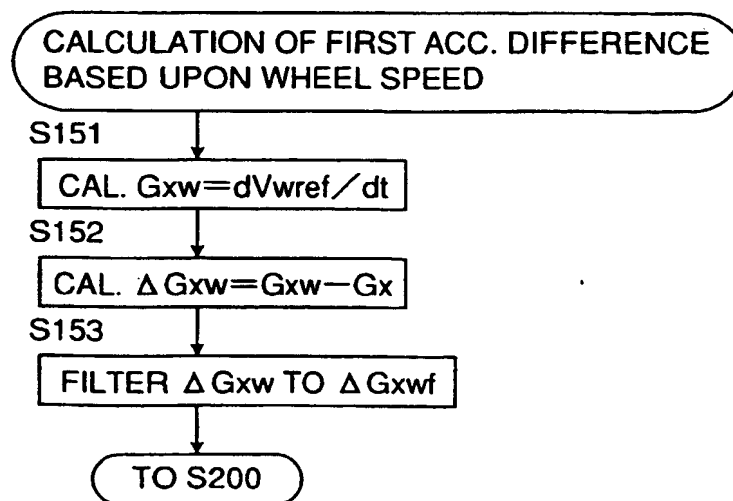 CALCULATION OF FIRST ACC. DIFFERENCE
BASED UPON WHEEL SPEED
S151
CAL. Gxw=dVwref/dt
S152
CAL. ΔGxw=Gxw-Gx
S153
FILTER ΔGxw TO ΔGxwf
TO S200